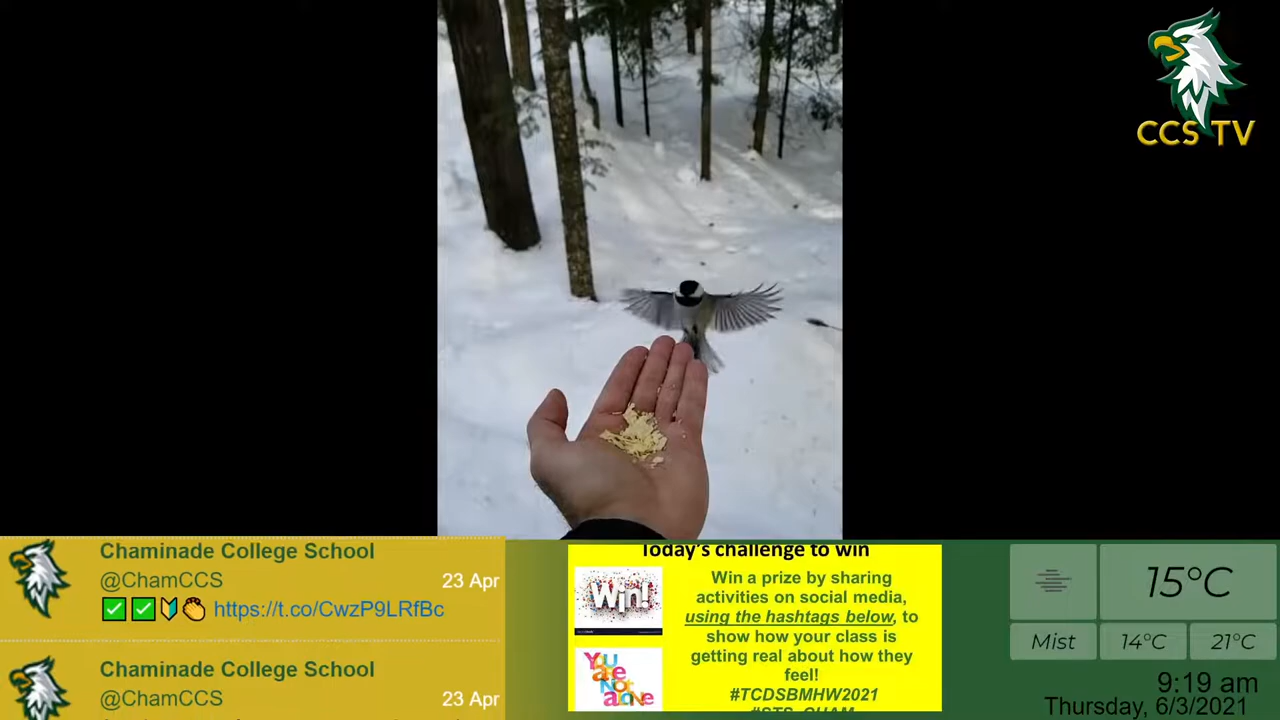 CCS TV
Chaminade College School
@ChamCCS
23 Apr
https://t.co/CwzP9LRfBc
Chaminade College School
@ChamCCS
23 Apr
Today's challenge to win
Win!
YOU
are
Not
alone
Win a prize by sharing
activities on social media,
using the hashtags below, to
show how your class is
getting real about how they
feel!
#TCDSBMHW2021
#STS_CHAM
15°C
Mist
14°C
21°C
9:19 am
Thursday, 6/3/2021